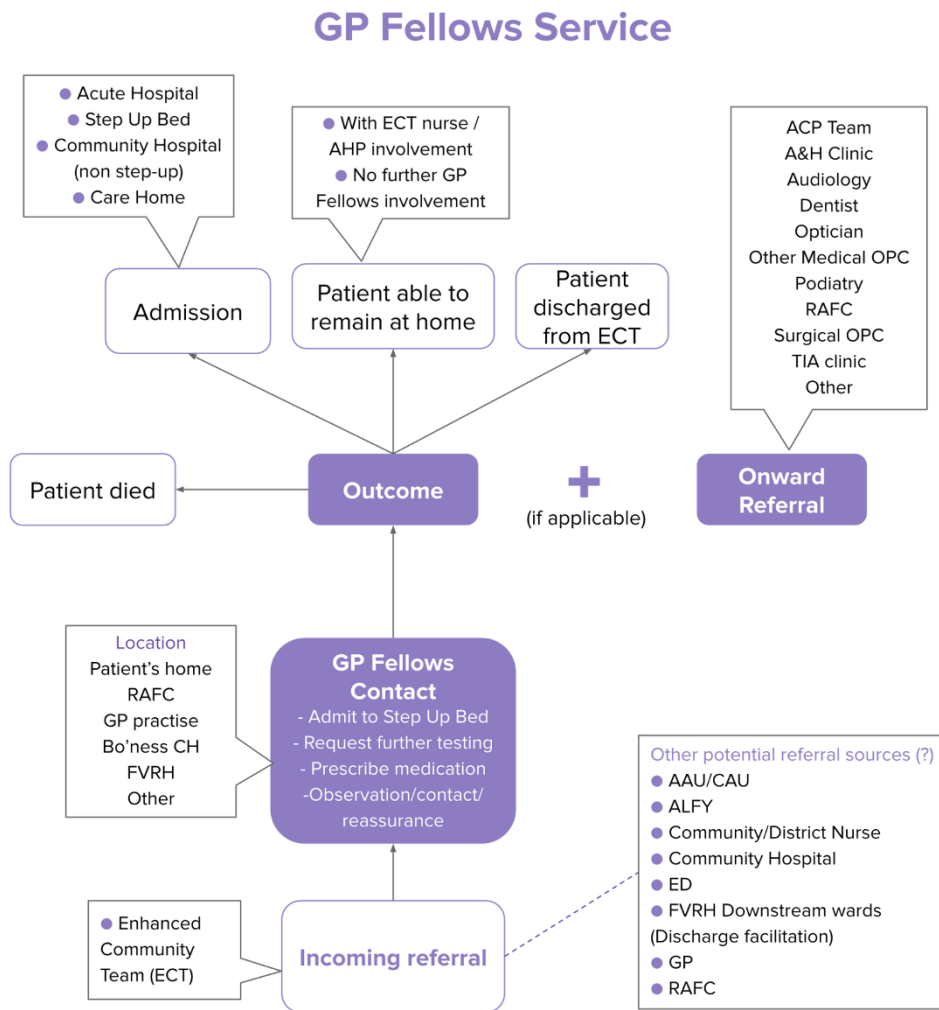 GP Fellows Service
● Acute Hospital
● Step Up Bed
● Community Hospital
(non step-up)
● Care Home
● With ECT nurse /
AHP involvement
● No further GP
Fellows involvement
ACP Team
A&H Clinic
Audiology
Dentist
Optician
Other Medical OPC
Podiatry
RAFC
Surgical OPC
TIA clinic
Other
Admission
Patient able to
remain at home
Patient
discharged
from ECT
Patient died
Outcome
+
(if applicable)
Onward
Referral
Location
Patient's home
RAFC
GP practise
Bo'ness CH
FVRH
Other
GP Fellows
Contact
- Admit to Step Up Bed
- Request further testing
- Prescribe medication
-Observation/contact/
reassurance
Other potential referral sources (?)
● AAU/CAU
● ALFY
● Community/District Nurse
● Community Hospital
● ED
● FVRH Downstream wards
(Discharge facilitation)
● GP
● RAFC
● Enhanced
Community
Team (ECT)
Incoming referral